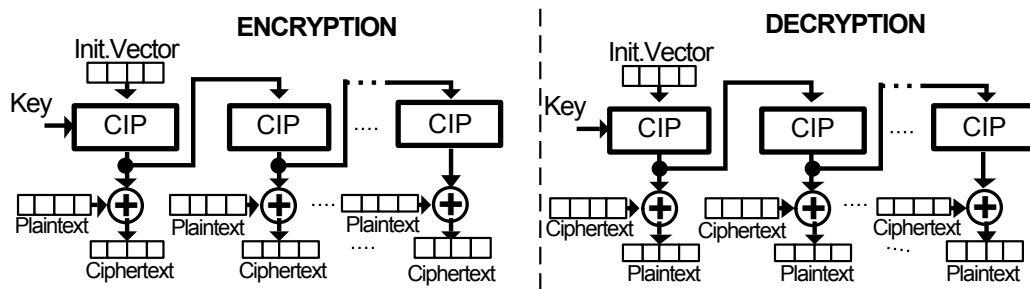 ENCRYPTION
Init.Vector
Key
CIP
CIP
....
CIP
Plaintext
Plaintext
....
Plaintext
Ciphertext
Ciphertext
....
Ciphertext
DECRYPTION
Init.Vector
Key
CIP
CIP
....
CIP
Ciphertext
Ciphertext
....
Ciphertext
Plaintext
Plaintext
....
Plaintext